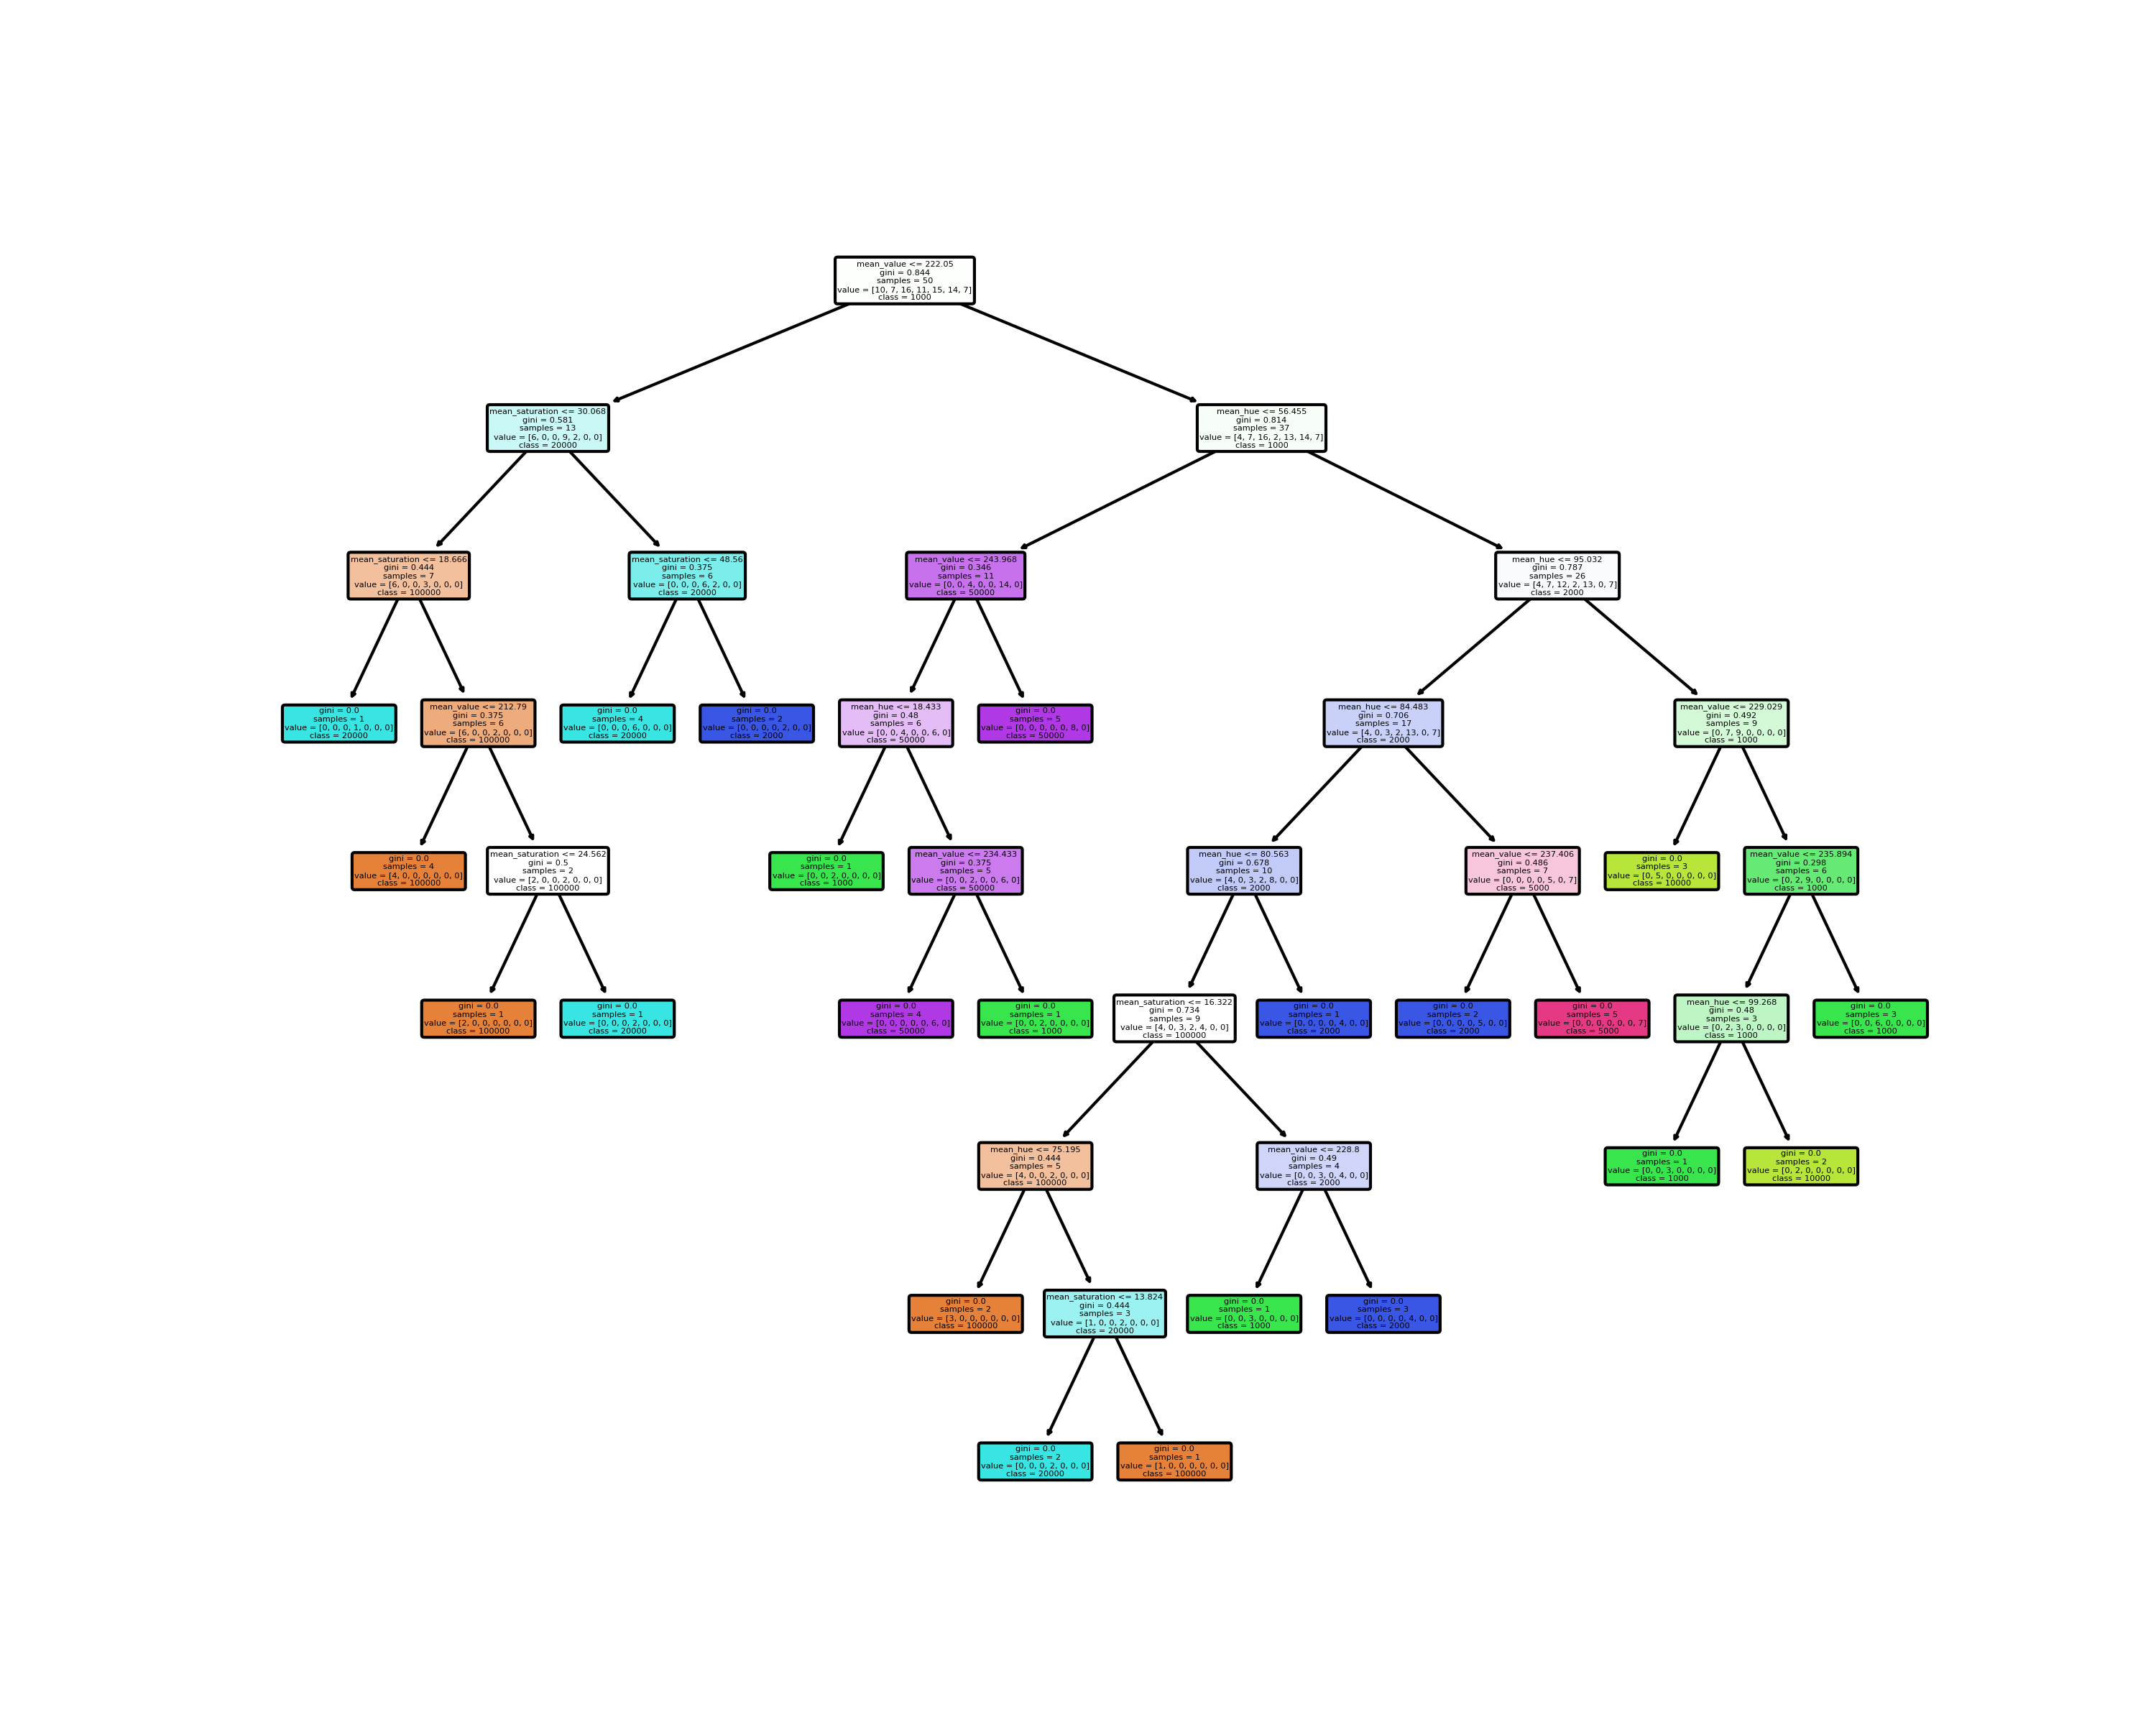 mean_value <= 222.05
gini = 0.844
samples = 50
value = [10, 7, 16, 11, 15, 14, 7]
class = 1000
mean_saturation <= 30.068
gini = 0.581
samples = 13
value = [6, 0, 0, 9, 2, 0, 0]
class = 20000
mean_hue <= 56.455
gini = 0.814
samples = 37
value = [4, 7, 16, 2, 13, 14, 7]
class = 1000
mean_saturation <= 18.666
gini = 0.444
samples = 7
value = [6, 0, 0, 3, 0, 0, 0]
class = 100000
mean_saturation <= 48.56
gini = 0.375
samples = 6
value = [0, 0, 0, 6, 2, 0, 0]
class = 20000
mean_value <= 243.968
gini = 0.346
samples = 11
value = [0, 0, 4, 0, 0, 14, 0]
class = 50000
mean_hue <= 95.032
gini = 0.787
samples = 26
value = [4, 7, 12, 2, 13, 0, 7]
class = 2000
gini = 0.0
samples = 1
value = [0, 0, 0, 1, 0, 0, 0]
class = 20000
mean_value <= 212.79
gini = 0.375
samples = 6
value = [6, 0, 0, 2, 0, 0, 0]
class = 100000
gini = 0.0
samples = 4
value = [0, 0, 0, 6, 0, 0, 0]
class = 20000
gini = 0.0
samples = 2
value = [0, 0, 0, 0, 2, 0, 0]
class = 2000
mean_hue <= 18.433
gini = 0.48
samples = 6
value = [0, 0, 4, 0, 0, 6, 0]
class = 50000
gini = 0.0
samples = 5
value = [0, 0, 0, 0, 0, 8, 0]
class = 50000
mean_hue <= 84.483
gini = 0.706
samples = 17
value = [4, 0, 3, 2, 13, 0, 7]
class = 2000
mean_value <= 229.029
gini = 0.492
samples = 9
value = [0, 7, 9, 0, 0, 0, 0]
class = 1000
gini = 0.0
samples = 4
value = [4, 0, 0, 0, 0, 0, 0]
class = 100000
mean_saturation <= 24.562
gini = 0.5
samples = 2
value = [2, 0, 0, 2, 0, 0, 0]
class = 100000
gini = 0.0
samples = 1
value = [0, 0, 2, 0, 0, 0, 0]
class = 1000
mean_value <= 234.433
gini = 0.375
samples = 5
value = [0, 0, 2, 0, 0, 6, 0]
class = 50000
mean_hue <= 80.563
gini = 0.678
samples = 10
value = [4, 0, 3, 2, 8, 0, 0]
class = 2000
mean_value <= 237.406
gini = 0.486
samples = 7
value = [0, 0, 0, 0, 5, 0, 7]
class = 5000
gini = 0.0
samples = 3
value = [0, 5, 0, 0, 0, 0, 0]
class = 10000
mean_value <= 235.894
gini = 0.298
samples = 6
value = [0, 2, 9, 0, 0, 0, 0]
class = 1000
gini = 0.0
samples = 1
value = [2, 0, 0, 0, 0, 0, 0]
class = 100000
gini = 0.0
samples = 1
value = [0, 0, 0, 2, 0, 0, 0]
class = 20000
gini = 0.0
samples = 4
value = [0, 0, 0, 0, 0, 6, 0]
class = 50000
gini = 0.0
samples = 1
value = [0, 0, 2, 0, 0, 0, 0]
class = 1000
mean_saturation <= 16.322
gini = 0.734
samples = 9
value = [4, 0, 3, 2, 4, 0, 0]
class = 100000
gini = 0.0
samples = 1
value = [0, 0, 0, 0, 4, 0, 0]
class = 2000
gini = 0.0
samples = 2
value = [0, 0, 0, 0, 5, 0, 0]
class = 2000
gini = 0.0
samples = 5
value = [0, 0, 0, 0, 0, 0, 7]
class = 5000
mean_hue <= 99.268
gini = 0.48
samples = 3
value = [0, 2, 3, 0, 0, 0, 0]
class = 1000
gini = 0.0
samples = 3
value = [0, 0, 6, 0, 0, 0, 0]
class = 1000
mean_hue <= 75.195
gini = 0.444
samples = 5
value = [4, 0, 0, 2, 0, 0, 0]
class = 100000
mean_value <= 228.8
gini = 0.49
samples = 4
value = [0, 0, 3, 0, 4, 0, 0]
class = 2000
gini = 0.0
samples = 1
value = [0, 0, 3, 0, 0, 0, 0]
class = 1000
gini = 0.0
samples = 2
value = [0, 2, 0, 0, 0, 0, 0]
class = 10000
gini = 0.0
samples = 2
value = [3, 0, 0, 0, 0, 0, 0]
class = 100000
mean_saturation <= 13.824
gini = 0.444
samples = 3
value = [1, 0, 0, 2, 0, 0, 0]
class = 20000
gini = 0.0
samples = 1
value = [0, 0, 3, 0, 0, 0, 0]
class = 1000
gini = 0.0
samples = 3
value = [0, 0, 0, 0, 4, 0, 0]
class = 2000
gini = 0.0
samples = 2
value = [0, 0, 0, 2, 0, 0, 0]
class = 20000
gini = 0.0
samples = 1
value = [1, 0, 0, 0, 0, 0, 0]
class = 100000